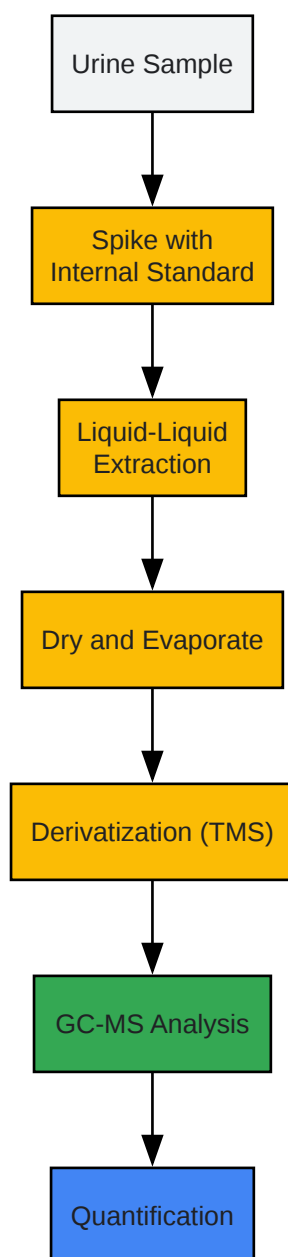 Urine Sample
Spike with
Internal Standard
Liquid-Liquid
Extraction
Dry and Evaporate
Derivatization (TMS)
GC-MS Analysis
Quantification